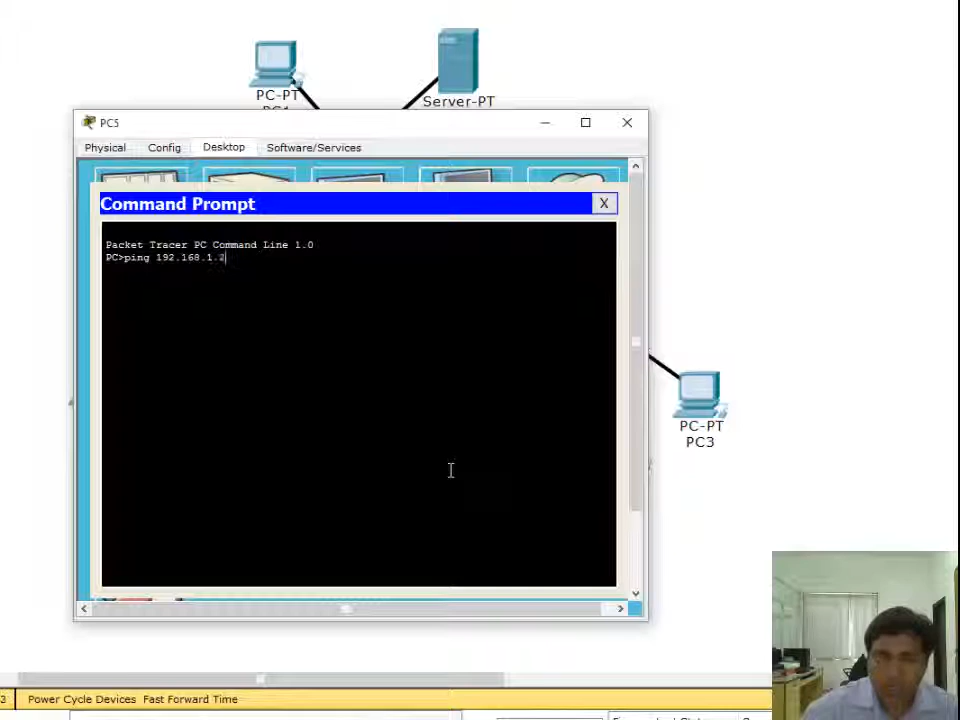 PC-PT
Server-PT
PC5
Physical
Config
Desktop
Software/Services
Command Prompt
X
Packet Tracer PC Command Line 1.0
PC>ping 192.168.1.2
PC-PT
PC3
3
Power Cycle Devices Fast Forward Time